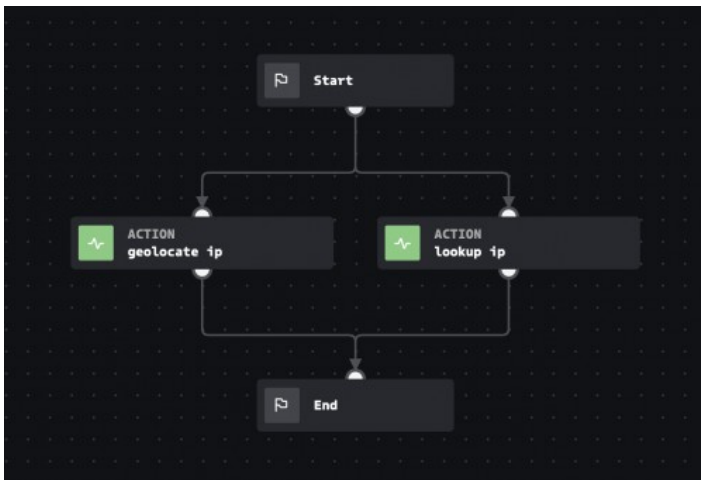 Start
ACTION
geolocate ip
ACTION
lookup ip
End